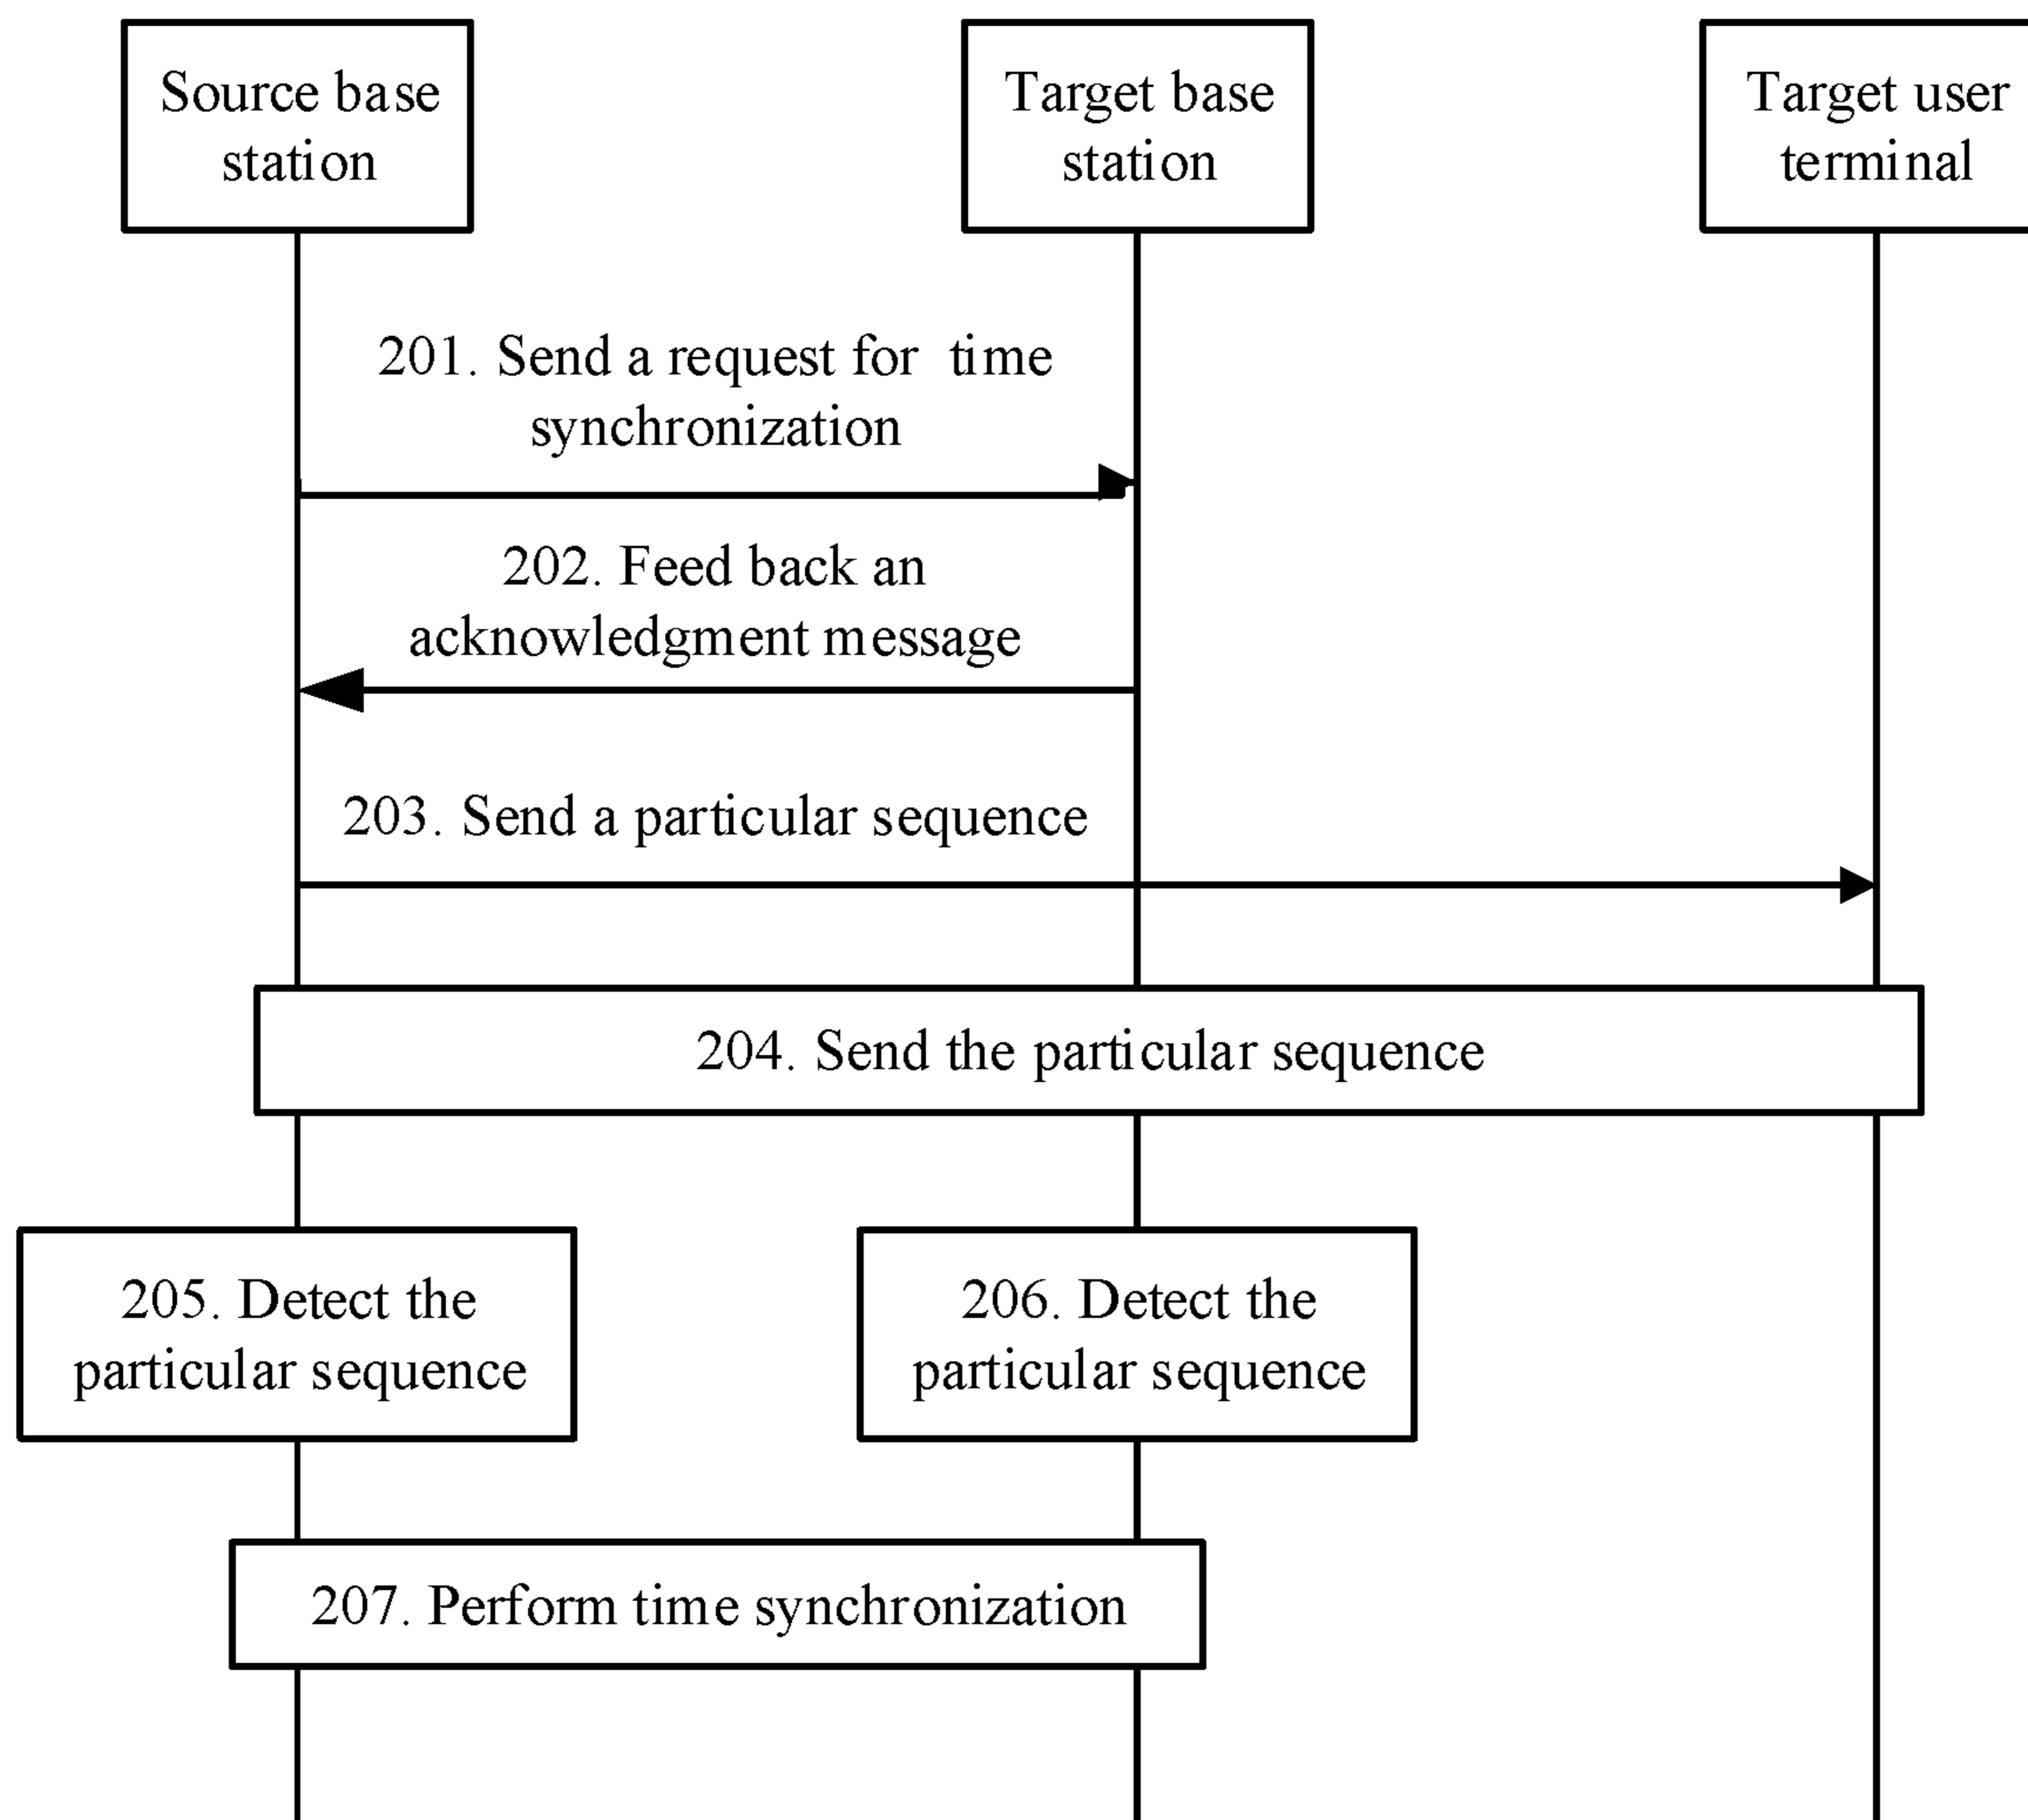 Source base
station
Target base
station
Target user
terminal
201. Send a request for time
synchronization
202. Feed back an
acknowledgment message
203. Send a particular sequence
204. Send the particular sequence
205. Detect the
particular sequence
206. Detect the
particular sequence
207. Perform time synchronization